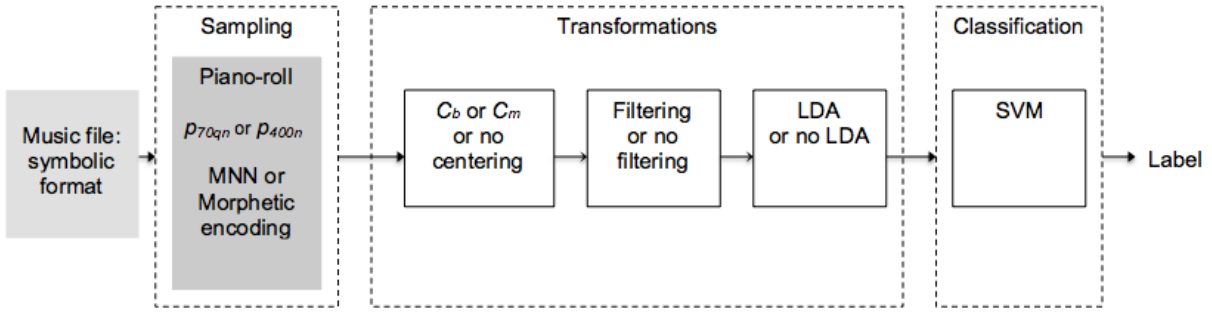 Music file:
symbolic
format
Sampling
Piano-roll
p70qn or p400n
MNN or
Morphetic
encoding
Transformations
Cb or Cm
or no
centering
Filtering
or no
filtering
LDA
or no LDA
Classification
SVM
Label